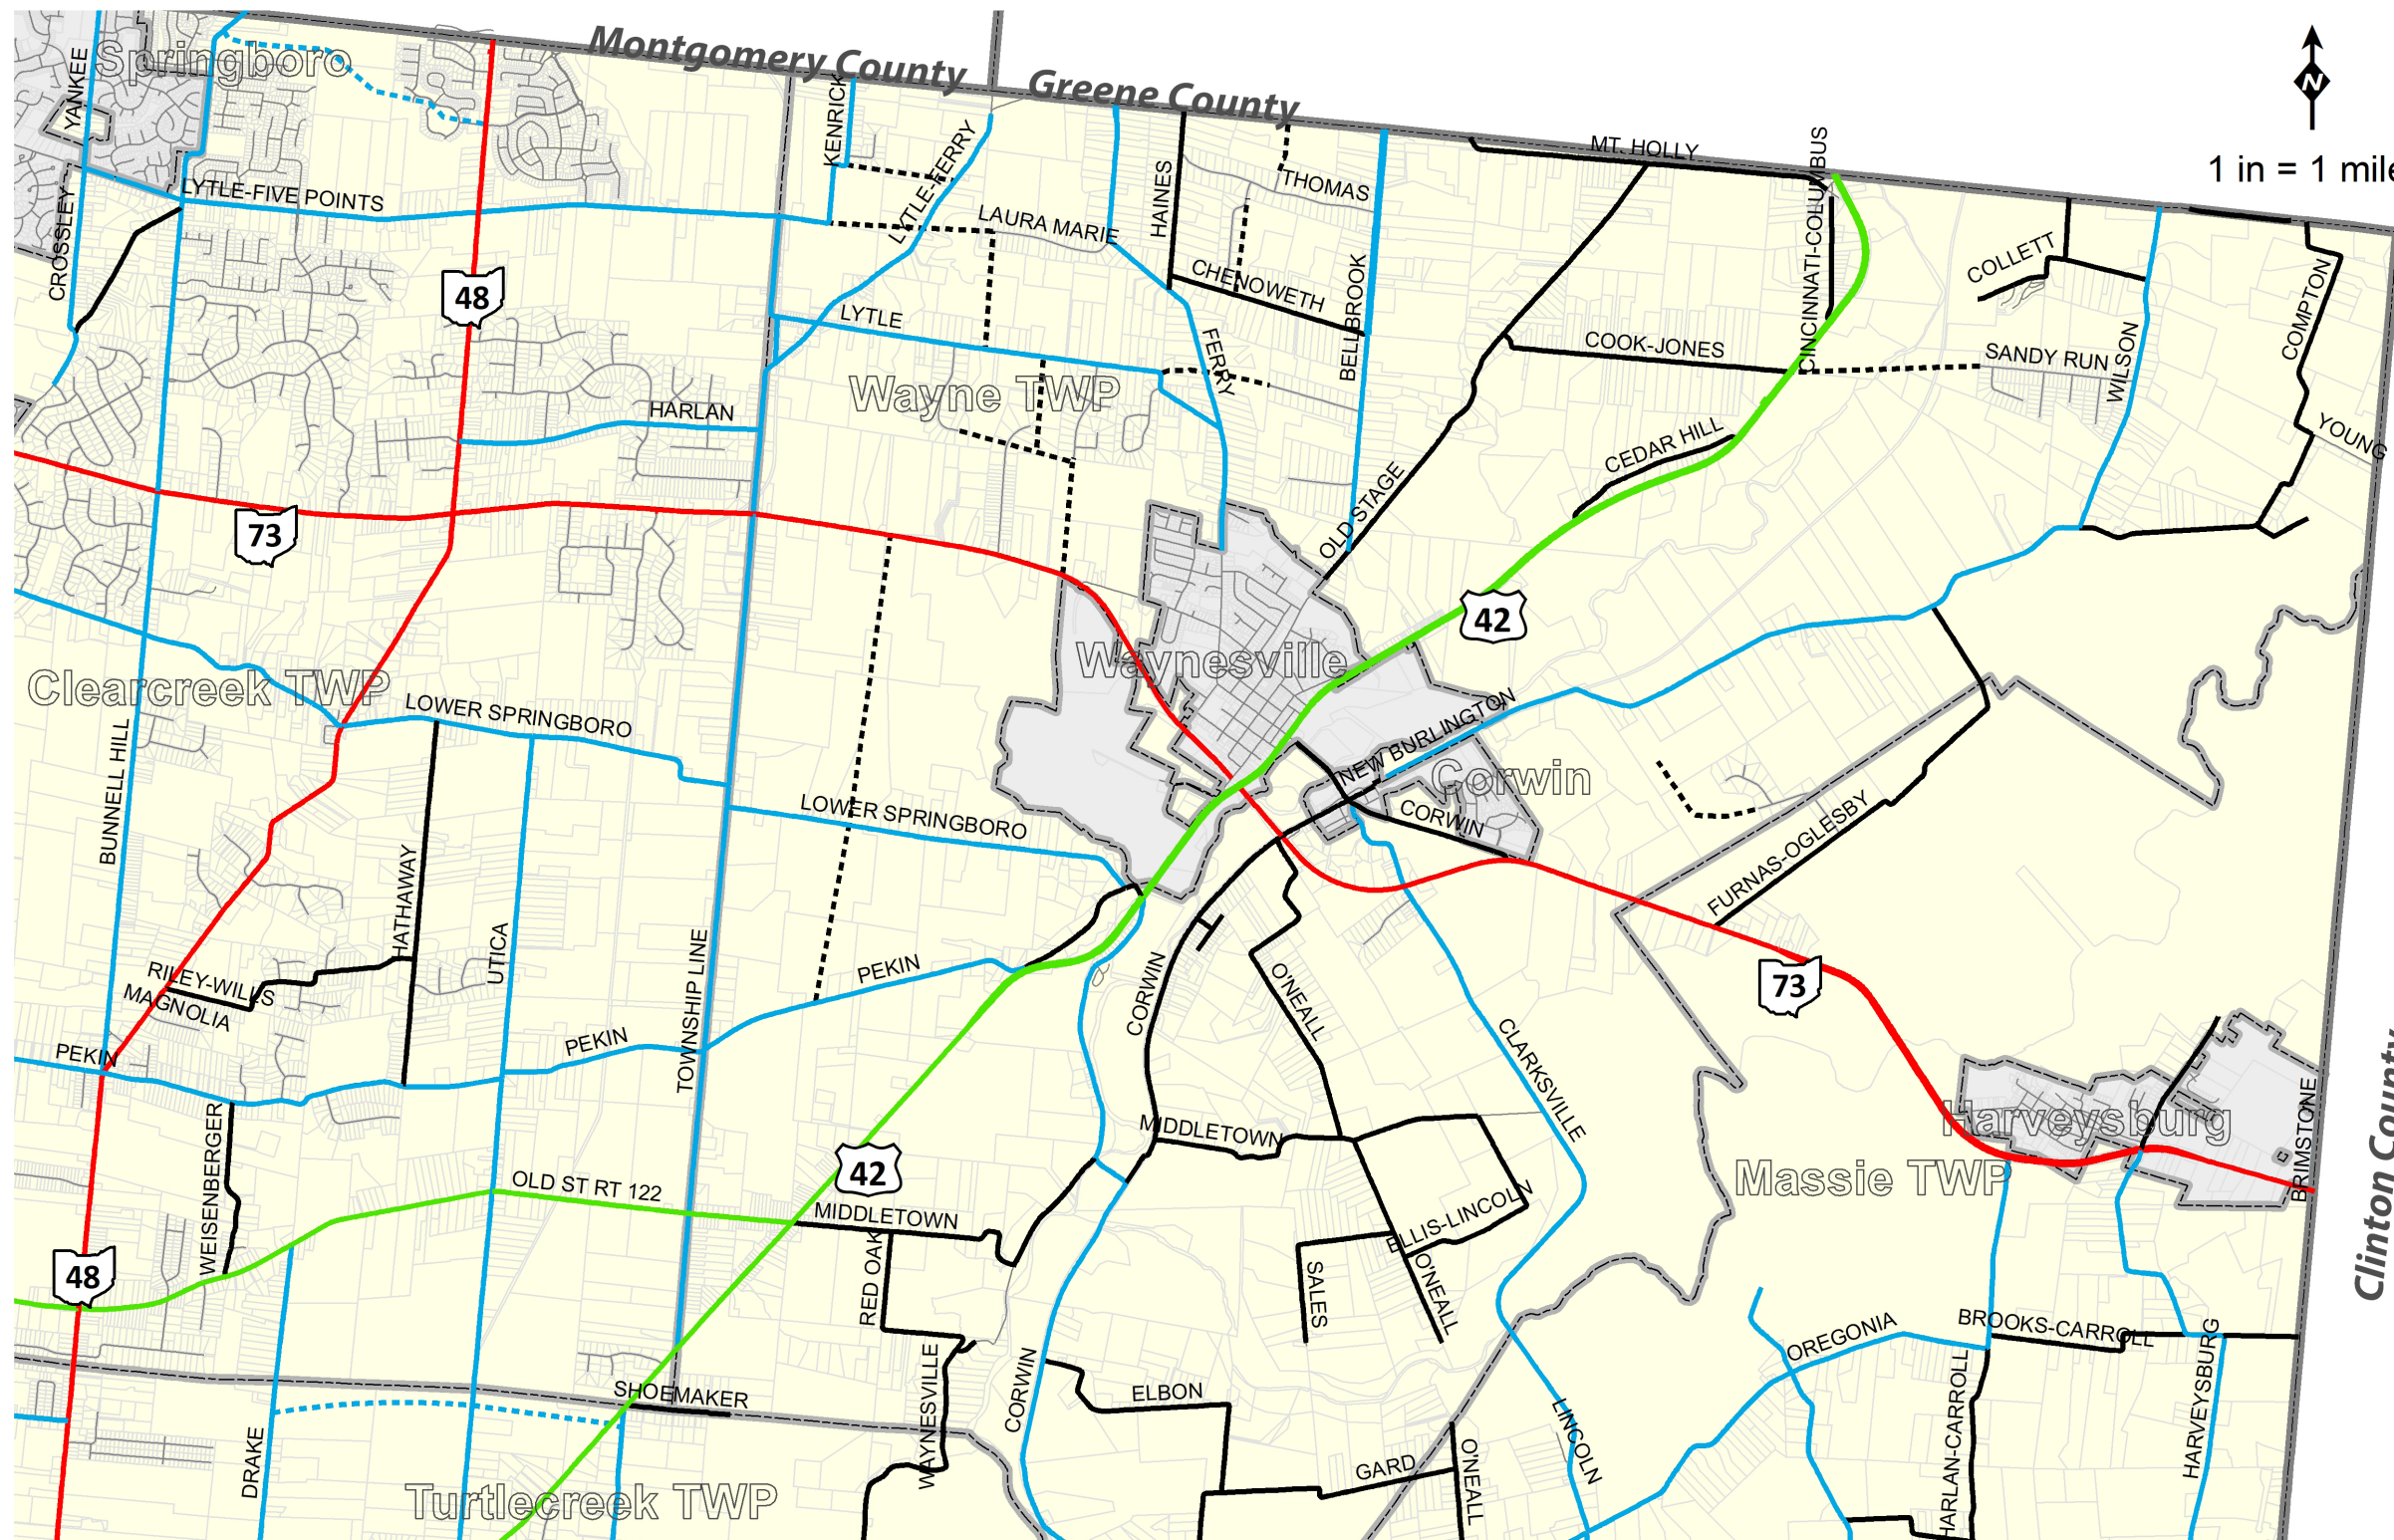 Montgomery County
Greene County
Springboro
YANKEE
KENRICK
LYTLE-FERRY
N
1 in = 1 mile
MT. HOLLY
CINCINNATI-COLUMBUS
HAINES
THOMAS
LYTLE-FIVE POINTS
CROSSLEY
LAURA MARIE
CHENOWETH
BELLBROOK
COLLETT
COMPTON
48
LYTLE
FERRY
COOK-JONES
SANDY RUN
WILSON
Wayne TWP
HARLAN
CEDAR HILL
YOUNG
OLD STAGE
73
42
Waynesville
Clearcreek TWP
LOWER SPRINGBORO
NEW BURLINGTON
Corwin
BUNNELL HILL
LOWER SPRINGBORO
CORWIN
FURNAS-OGLESBY
HATHAWAY
UTICA
TOWNSHIP LINE
PEKIN
CORWIN
O'NEALL
73
RILEY-WILLS
MAGNOLIA
PEKIN
PEKIN
CLARKSVILLE
WEISENBERGER
MIDDLETOWN
Harveysburg
BRIMSTONE
Clinton County
42
Massie TWP
OLD ST RT 122
MIDDLETOWN
ELLIS-LINCOLN
48
RED OAK
SALES
O'NEALL
OREGONIA
BROOKS-CARROLL
HARVEYSBURG
SHOEMAKER
WAYNESVILLE
CORWIN
ELBON
LINCOLN
HARLAN-CARROLL
DRAKE
GARD
O'NEALL
Turtlecreek TWP